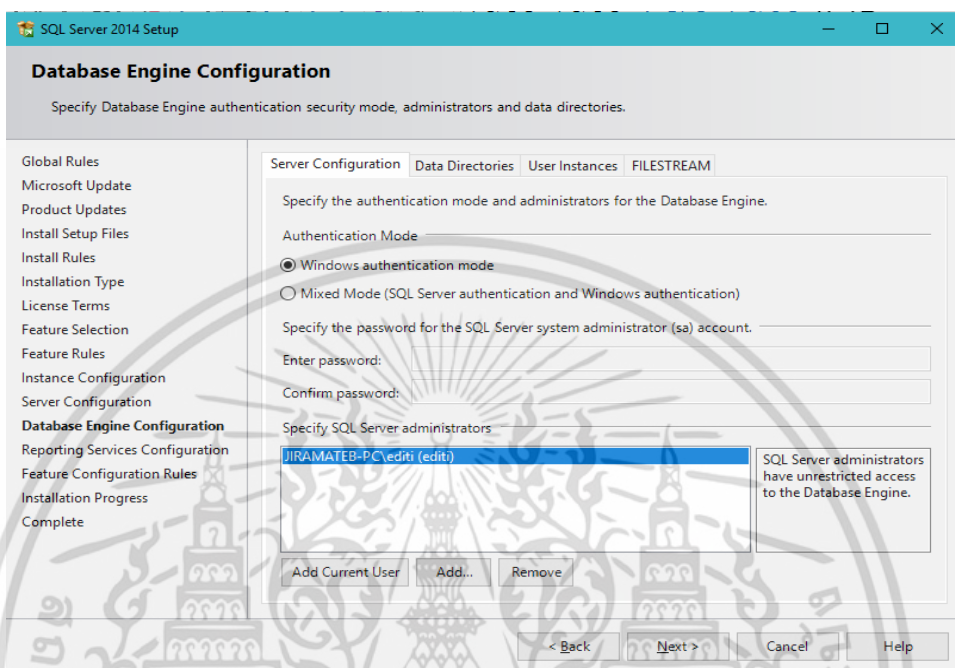 SQL Server 2014 Setup
Database Engine Configuration
Specify Database Engine authentication security mode, administrators and data directories.
Global Rules
Microsoft Update
Product Updates
Install Setup Files
Install Rules
Installation Type
License Terms
Feature Selection
Feature Rules
Instance Configuration
Server Configuration
Database Engine Configuration
Reporting Services Configuration
Feature Configuration Rules
Installation Progress
Complete
Server Configuration Data Directories User Instances FILESTREAM
Specify the authentication mode and administrators for the Database Engine.
Authentication Mode
Windows authentication mode
Mixed Mode (SQL Server authentication and Windows authentication)
Specify the password for the SQL Server system administrator (sa) account.
Enter password:
Confirm password:
Specify SQL Server administrators
JIRAMATEB-PC\editi (editi)
SQL Server administrators
have unrestricted access
to the Database Engine.
Add Current User Add... Remove
< Back Next > Cancel Help